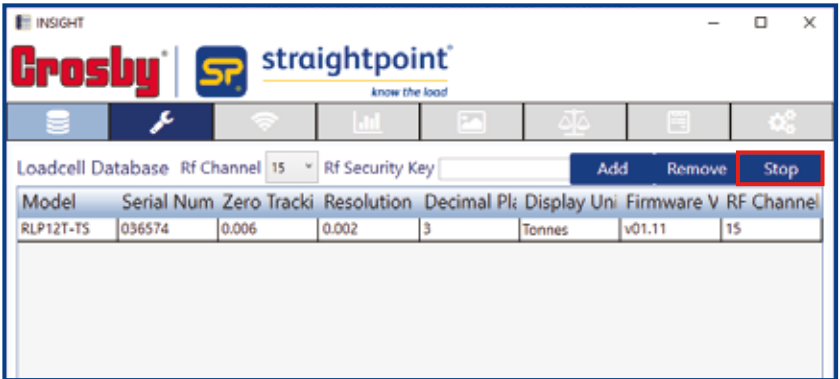 INSIGHT
Crosby SP straightpoint
know the load
Loadcell Database Rf Channel 15 Rf Security Key Add Remove Stop
Model Serial Num Zero Tracki Resolution Decimal Pla Display Uni Firmware V RF Channel
RLP12T-TS 036574 0.006 0.002 3 Tonnes v01.11 15